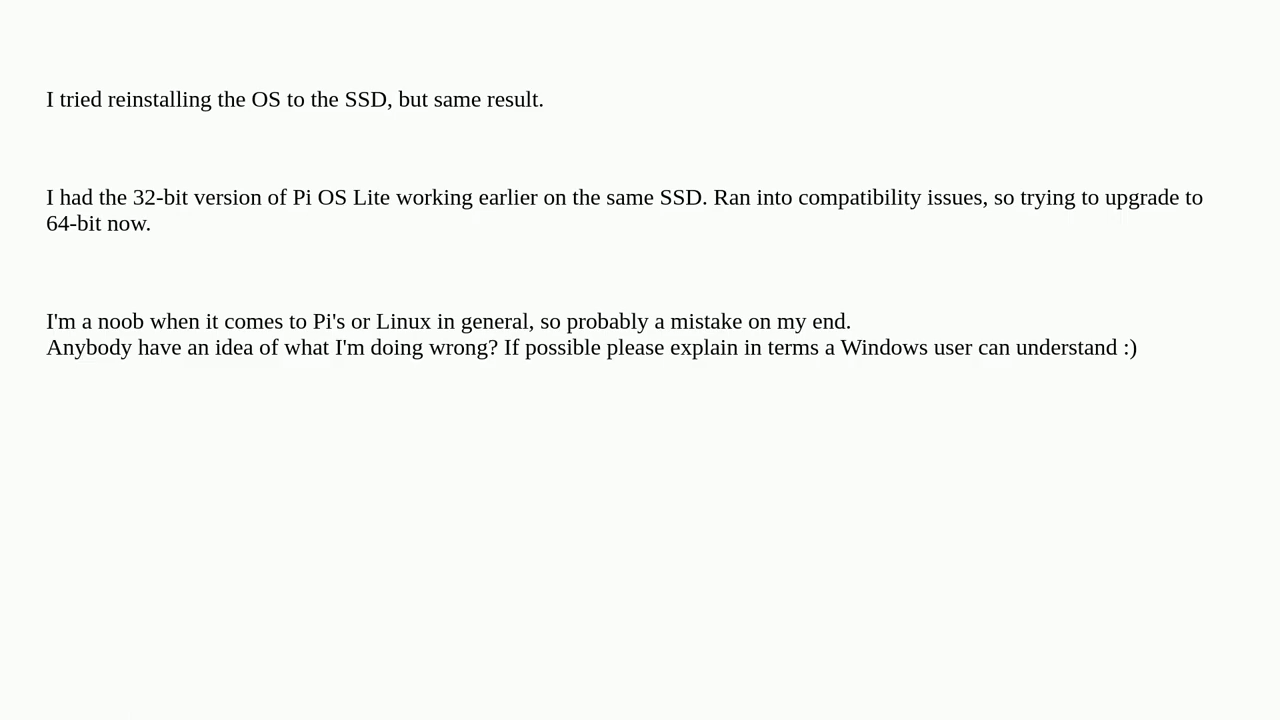 I tried reinstalling the OS to the SSD, but same result.
I had the 32-bit version of Pi OS Lite working earlier on the same SSD. Ran into compatibility issues, so trying to upgrade to
64-bit now.
I'm a noob when it comes to Pi's or Linux in general, so probably a mistake on my end.
Anybody have an idea of what I'm doing wrong? If possible please explain in terms a Windows user can understand :)